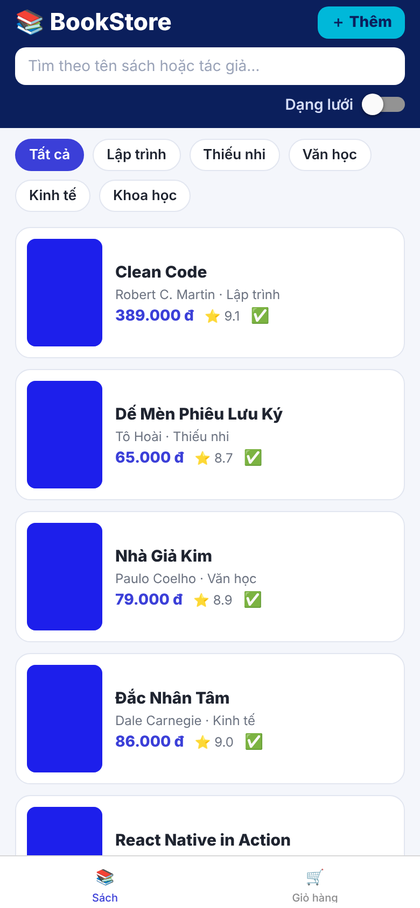 📚 BookStore
+ Thêm
Tìm theo tên sách hoặc tác giả...
Dạng lưới
Tất cả
Lập trình
Thiếu nhi
Văn học
Kinh tế
Khoa học
Clean Code
Robert C. Martin · Lập trình
389.000 đ ⭐ 9.1 ✅
Dế Mèn Phiêu Lưu Ký
Tô Hoài · Thiếu nhi
65.000 đ ⭐ 8.7 ✅
Nhà Giả Kim
Paulo Coelho · Văn học
79.000 đ ⭐ 8.9 ✅
Đắc Nhân Tâm
Dale Carnegie · Kinh tế
86.000 đ ⭐ 9.0 ✅
React Native in Action
Sách
Giỏ hàng